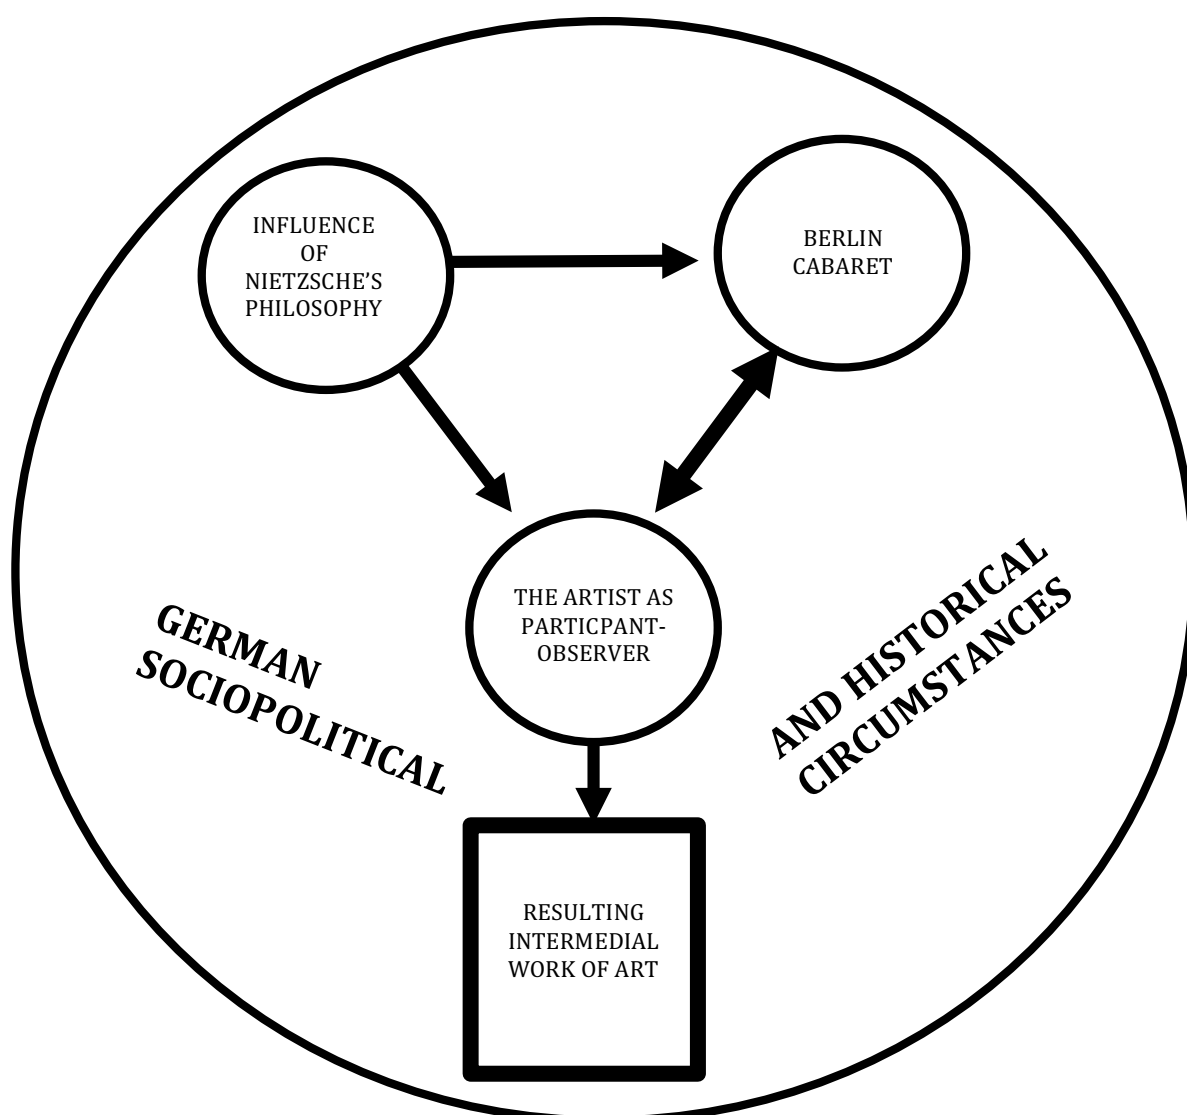 INFLUENCE
OF
NIETZSCHE’S
PHILOSOPHY
BERLIN
CABARET
THE ARTIST AS
PARTICPANT-
OBSERVER
GERMAN
SOCIOPOLITICAL
AND HISTORICAL
CIRCUMSTANCES
RESULTING
INTERMEDIAL
WORK OF ART